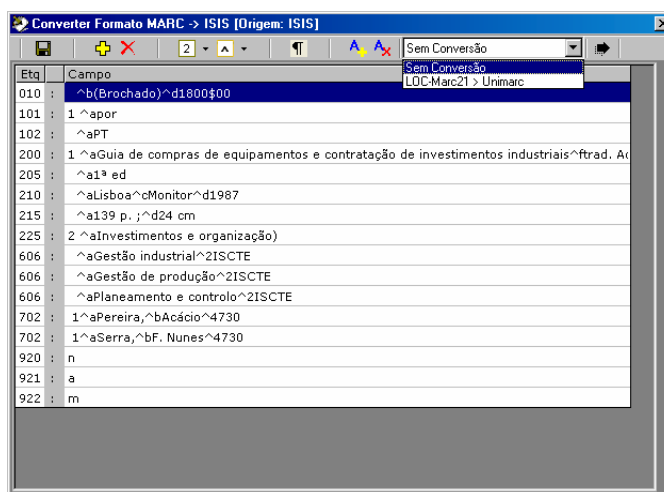 Converter Formato MARC -> ISIS [Origem: ISIS]
2 ^ ¶ A A Sem Conversão
Sem Conversão
LOC-Marc21 > Unimarc
Etq Campo
010 : ^b(Brochado)^d1800$00
101 : 1 ^apor
102 : ^aPT
200 : 1 ^aGuia de compras de equipamentos e contratação de investimentos industriais^ftrad. Ac
205 : ^a1ª ed
210 : ^aLisboa^cMonitor^d1987
215 : ^a139 p. ;^d24 cm
225 : 2 ^aInvestimentos e organização)
606 : ^aGestão industrial^2ISCTE
606 : ^aGestão de produção^2ISCTE
606 : ^aPlaneamento e controlo^2ISCTE
702 : 1^aPereira,^bAcácio^4730
702 : 1^aSerra,^bF. Nunes^4730
920 : n
921 : a
922 : m